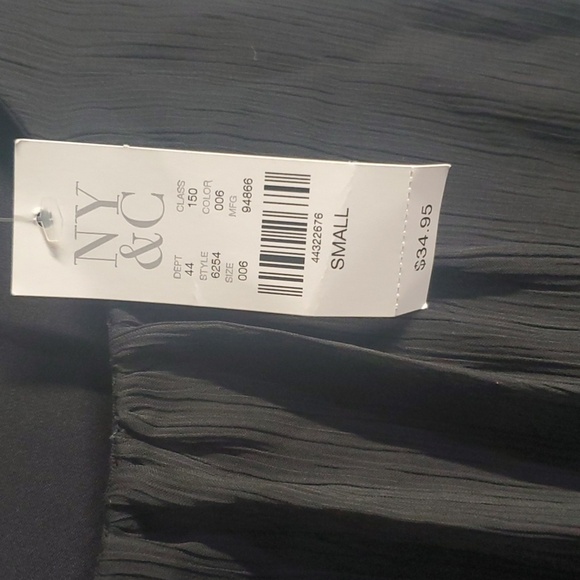 NY
&C
DEPT CLASS
44 150
STYLE COLOR
6254 006
SIZE MFG
006 94866
44322676
SMALL
$34.95